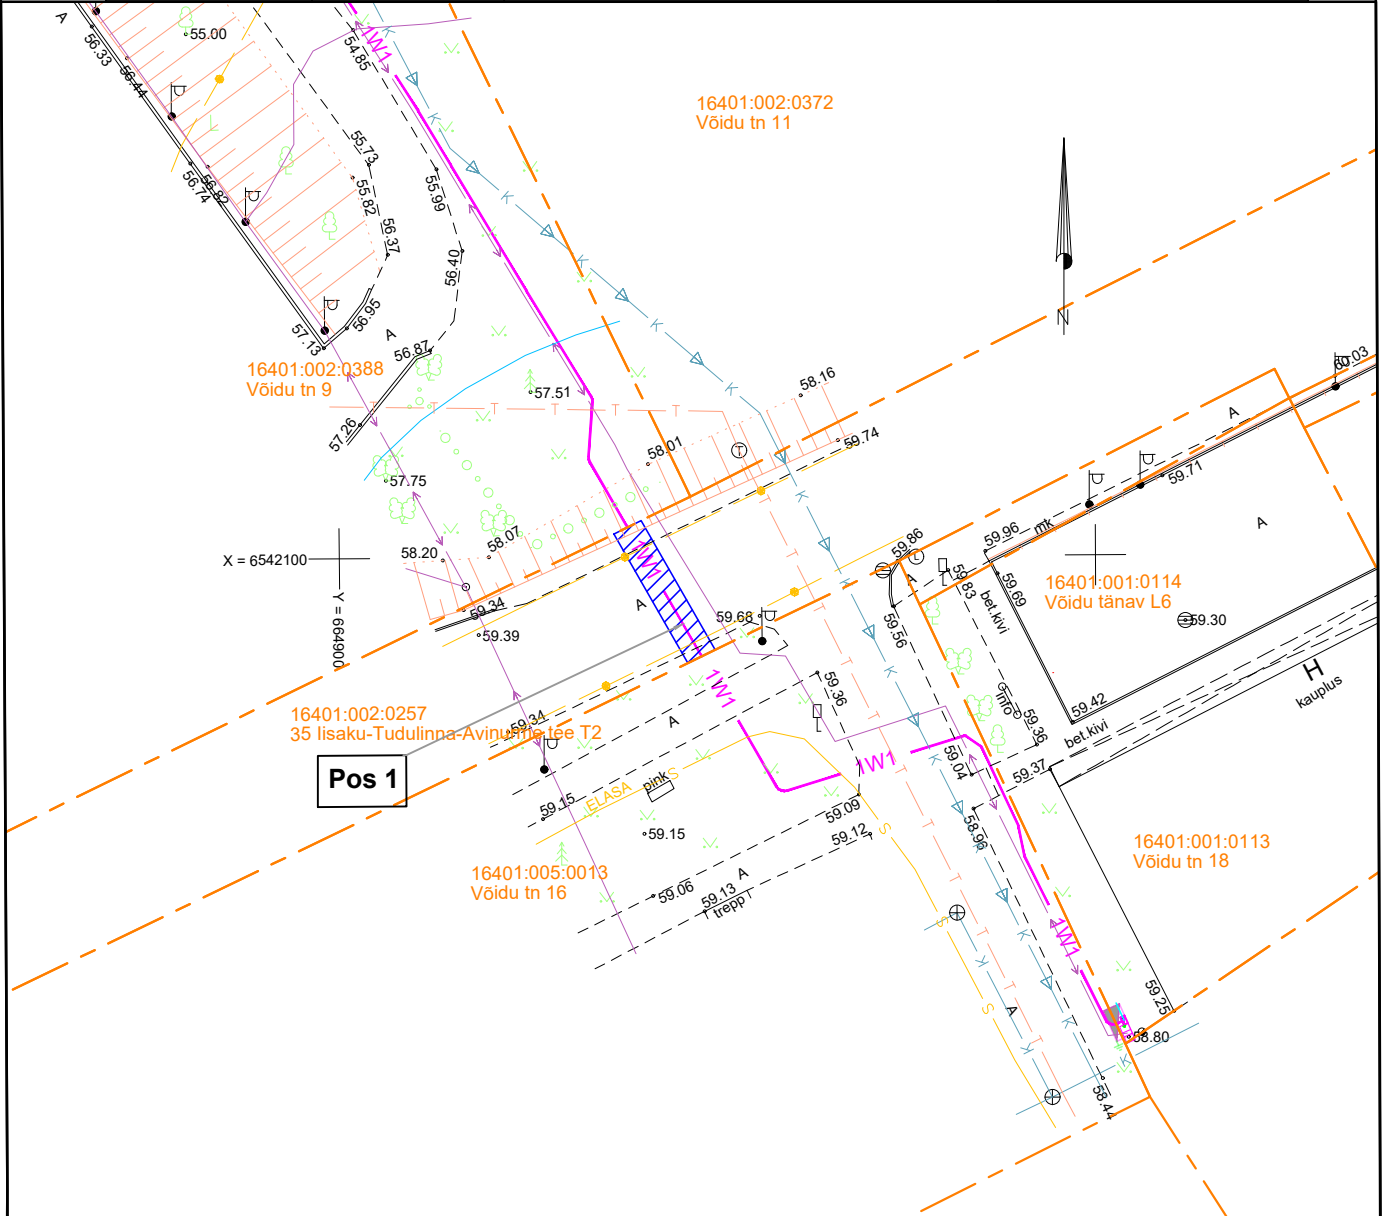 A
55.00
1W1
K
56.33
54.85
56.44
16401:002:0372
Võidu tn 11
K
L
55.73
56.82
56.74
55.82
55.99
K
56.37
56.40
K
56.95
N
K
57.13
A
56.87
16401:002:0388
Võidu tn 9
60.03
K
58.16
57.51
T T T T
A
57.26
58.01
T
59.74
59.71
57.75
K
mk
A
59.96
59.86
58.07
58.20
X = 6542100
1W1
59.83
59.69
16401:001:0114
Võidu tänav L6
K
A
bet.kivi
A
59.34
59.68
59.56
59.30
59.39
Y = 664900
T
K
H
kauplus
59.36
1W1
info
59.42
16401:002:0257
35 Iisaku-Tudulinna-Avinurme tee T2
59.34
A
59.36
bet.kivi
K
59.04
59.37
1W1
Pos 1
pink
S
ELASA
59.15
59.09
58.96
59.15
59.12
S
16401:001:0113
Võidu tn 18
16401:005:0013
Võidu tn 16
A
59.06
59.13
trepp
S
K
1W1
K
T
59.25
S
A
K
58.80
K
K
58.44